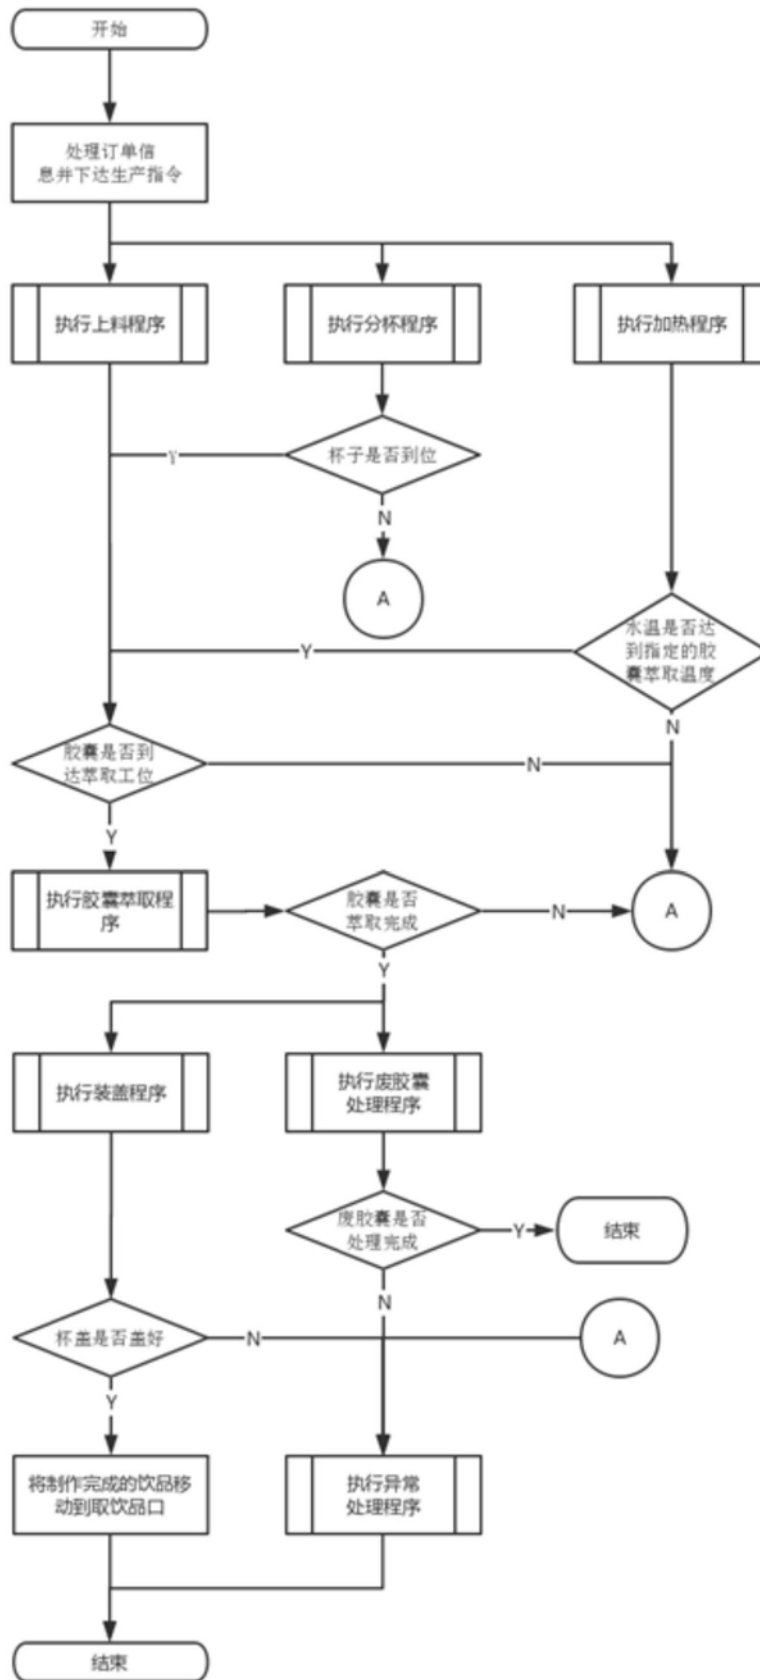 开始
处理订单信
息并下达生产指令
执行上料程序
执行分杯程序
执行加热程序
Y
杯子是否到位
N
A
水温是否达
到指定的胶
囊萃取温度
Y
N
胶囊是否到
达萃取工位
N
Y
执行胶囊萃取程
序
胶囊是否
萃取完成
N
A
Y
执行装盖程序
执行废胶囊
处理程序
废胶囊是否
处理完成
Y
结束
N
杯盖是否盖好
N
A
Y
将制作完成的饮品移
动到取饮品口
执行异常
处理程序
结束